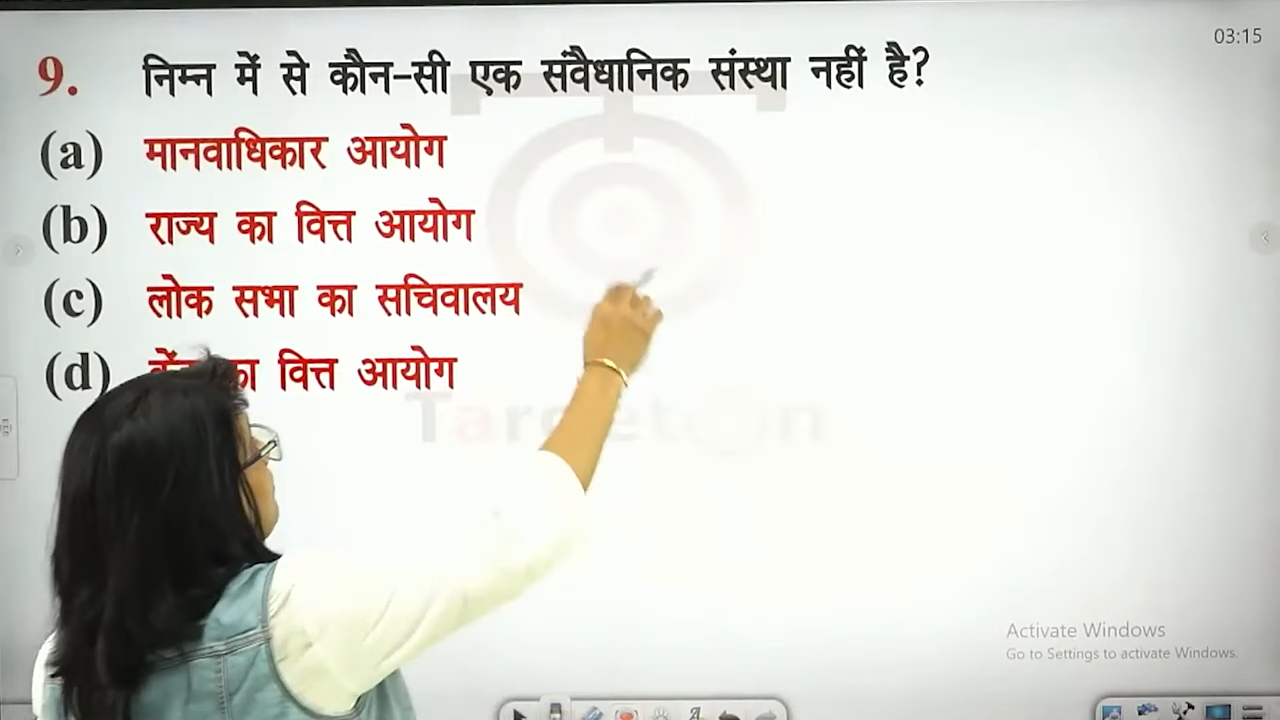 03:15
9. निम्न में से कौन-सी एक संवैधानिक संस्था नहीं है?
(a) मानवाधिकार आयोग
(b) राज्य का वित्त आयोग
(c) लोक सभा का सचिवालय
(d) का वित्त आयोग
Activate Windows
Go to Settings to activate Windows.